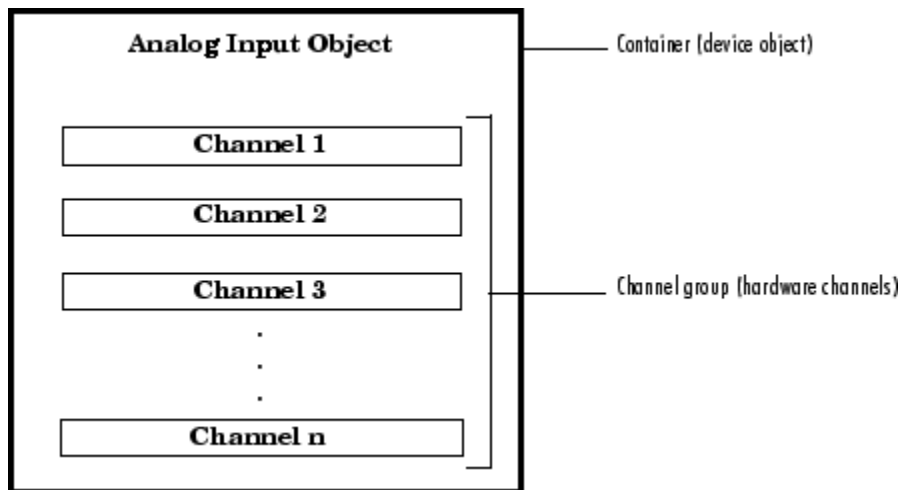 Analog Input Object
Container (device object)
Channel 1
Channel 2
Channel 3
Channel group (hardware channels)
.
.
.
Channel n